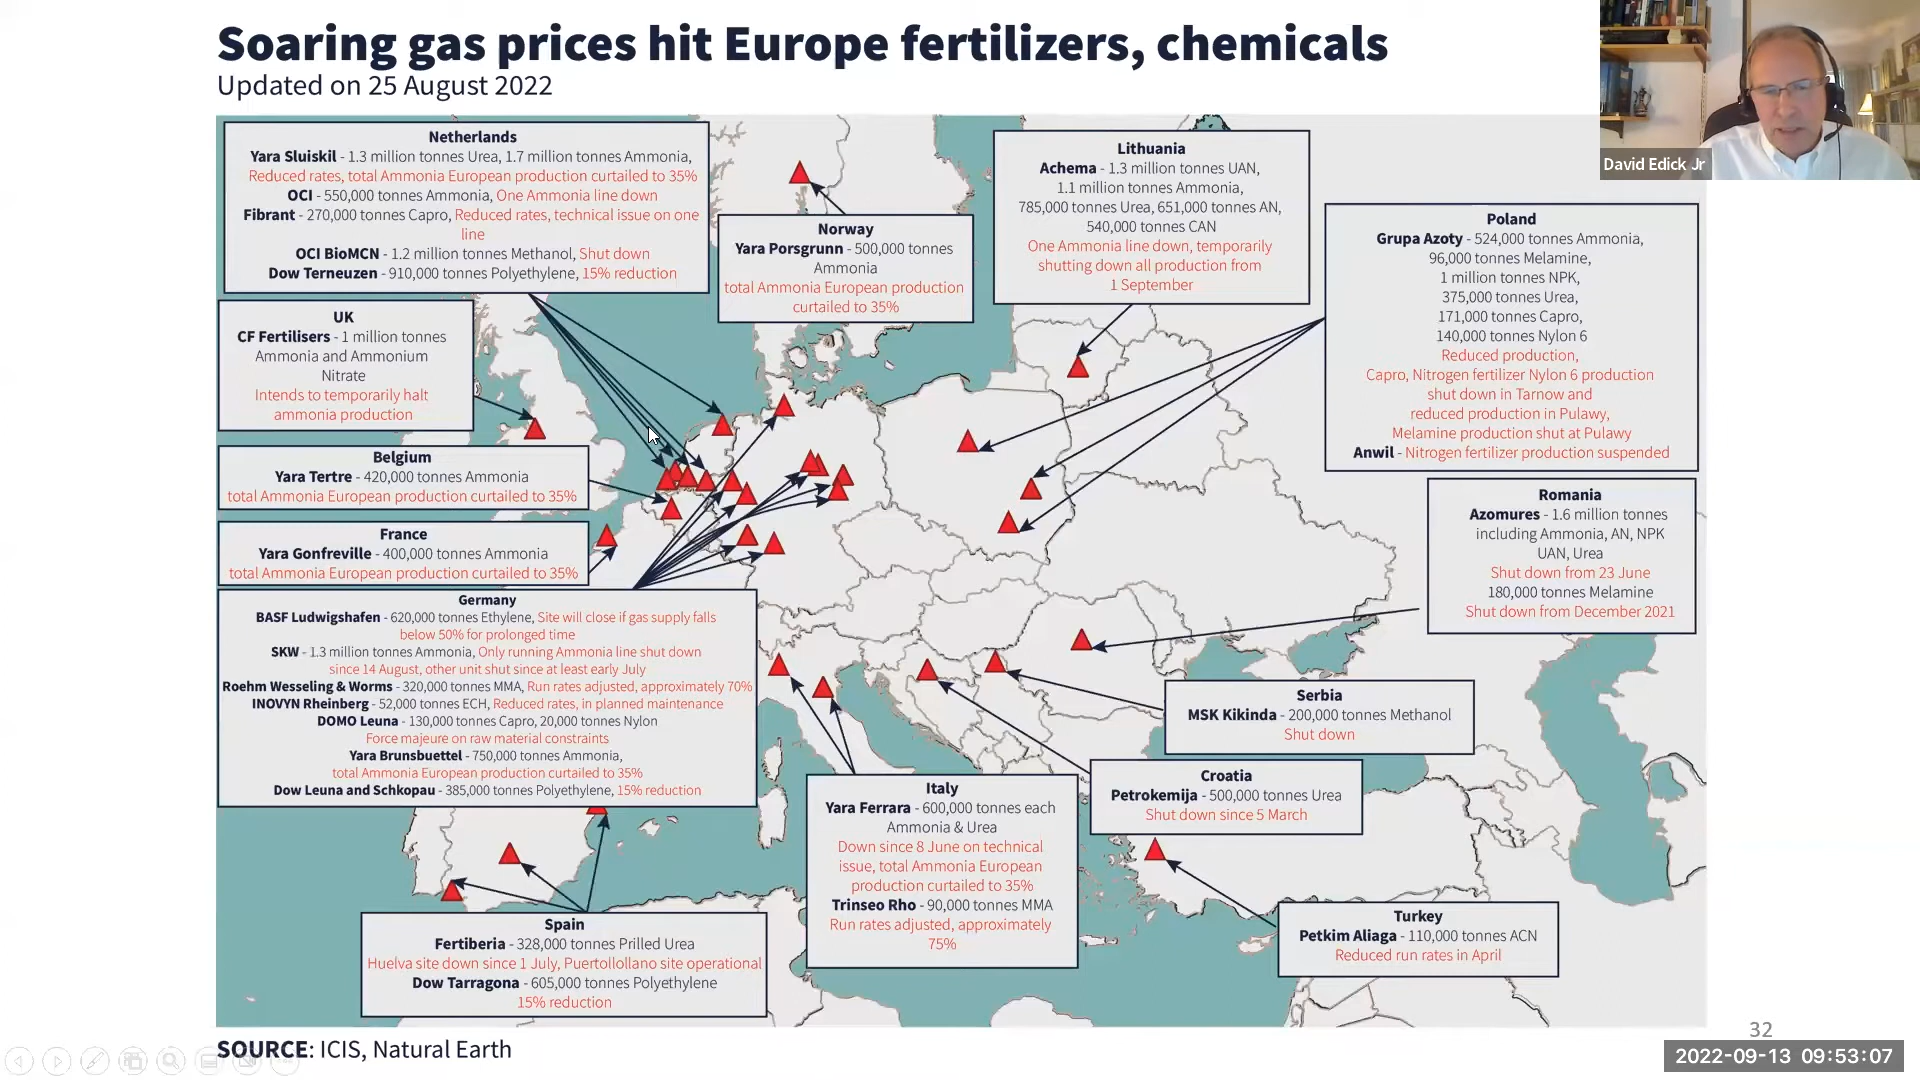 Soaring gas prices hit Europe fertilizers, chemicals
Updated on 25 August 2022
David Edick Jr
Netherlands
Yara Sluiskil - 1.3 million tonnes Urea, 1.7 million tonnes Ammonia,
Reduced rates, total Ammonia European production curtailed to 35%
OCI - 550,000 tonnes Ammonia, One Ammonia line down
Fibrant - 270,000 tonnes Capro, Reduced rates, technical issue on one
line
OCI BioMCN - 1.2 million Methanol, Shut down
Dow Terneuzen - 910,000 tonnes Polyethylene, 15% reduction
Norway
Yara Porsgrunn - 500,000 tonnes
Ammonia
total Ammonia European production
curtailed to 35%
Lithuania
Achema - 1.3 million tonnes UAN,
1.1 million tonnes Ammonia,
785,000 tonnes Urea, 651,000 tonnes AN,
540,000 tonnes CAN
One Ammonia line down, temporarily
shutting down all production from
1 September
Poland
Grupa Azoty - 524,000 tonnes Ammonia,
96,000 tonnes Melamine,
1 million tonnes NPK,
375,000 tonnes Urea,
171,000 tonnes Capro,
140,000 tonnes Nylon 6
Reduced production,
Capro, Nitrogen fertilizer Nylon 6 production
shut down in Tarnow and
reduced production in Pulawy,
Melamine production shut at Pulawy
Anwil - Nitrogen fertilizer production suspended
UK
CF Fertilisers - 1 million tonnes
Ammonia and Ammonium
Nitrate
Intends to temporarily halt
ammonia production
Belgium
Yara Tertre - 420,000 tonnes Ammonia
total Ammonia European production curtailed to 35%
France
Yara Gonfreville - 400,000 tonnes Ammonia
total Ammonia European production curtailed to 35%
Germany
BASF Ludwigshafen - 620,000 tonnes Ethylene, Site will close if gas supply falls
below 50% for prolonged time
SKW - 1.3 million tonnes Ammonia, Only running Ammonia line shut down
since 14 August, other unit shut since at least early July
Roehm Wesseling & Worms - 320,000 tonnes MMA, Run rates adjusted, approximately 70%
INOVYN Rheinberg - 52,000 tonnes ECH, Reduced rates, in planned maintenance
DOMO Leuna - 130,000 tonnes Capro, 20,000 tonnes Nylon
Force majeure on raw material constraints
Yara Brunsbuettel - 750,000 tonnes Ammonia,
total Ammonia European production curtailed to 35%
Dow Leuna and Schkopau - 385,000 tonnes Polyethylene, 15% reduction
Romania
Azomures - 1.6 million tonnes
including Ammonia, AN, NPK
UAN, Urea
Shut down from 23 June
180,000 tonnes Melamine
Shut down from December 2021
Serbia
MSK Kikinda - 200,000 tonnes Methanol
Shut down
Croatia
Petrokemija - 500,000 tonnes Urea
Shut down since 5 March
Italy
Yara Ferrara - 600,000 tonnes each
Ammonia & Urea
Down since 8 June on technical
issue, total Ammonia European
production curtailed to 35%
Trinseo Rho - 90,000 tonnes MMA
Run rates adjusted, approximately
75%
Spain
Fertiberia - 328,000 tonnes Prilled Urea
Huelva site down since 1 July, Puertollolano site operational
Dow Tarragona - 605,000 tonnes Polyethylene
15% reduction
Turkey
Petkim Aliaga - 110,000 tonnes ACN
Reduced run rates in April
32
SOURCE: ICIS, Natural Earth
2022-09-13 09:53:07